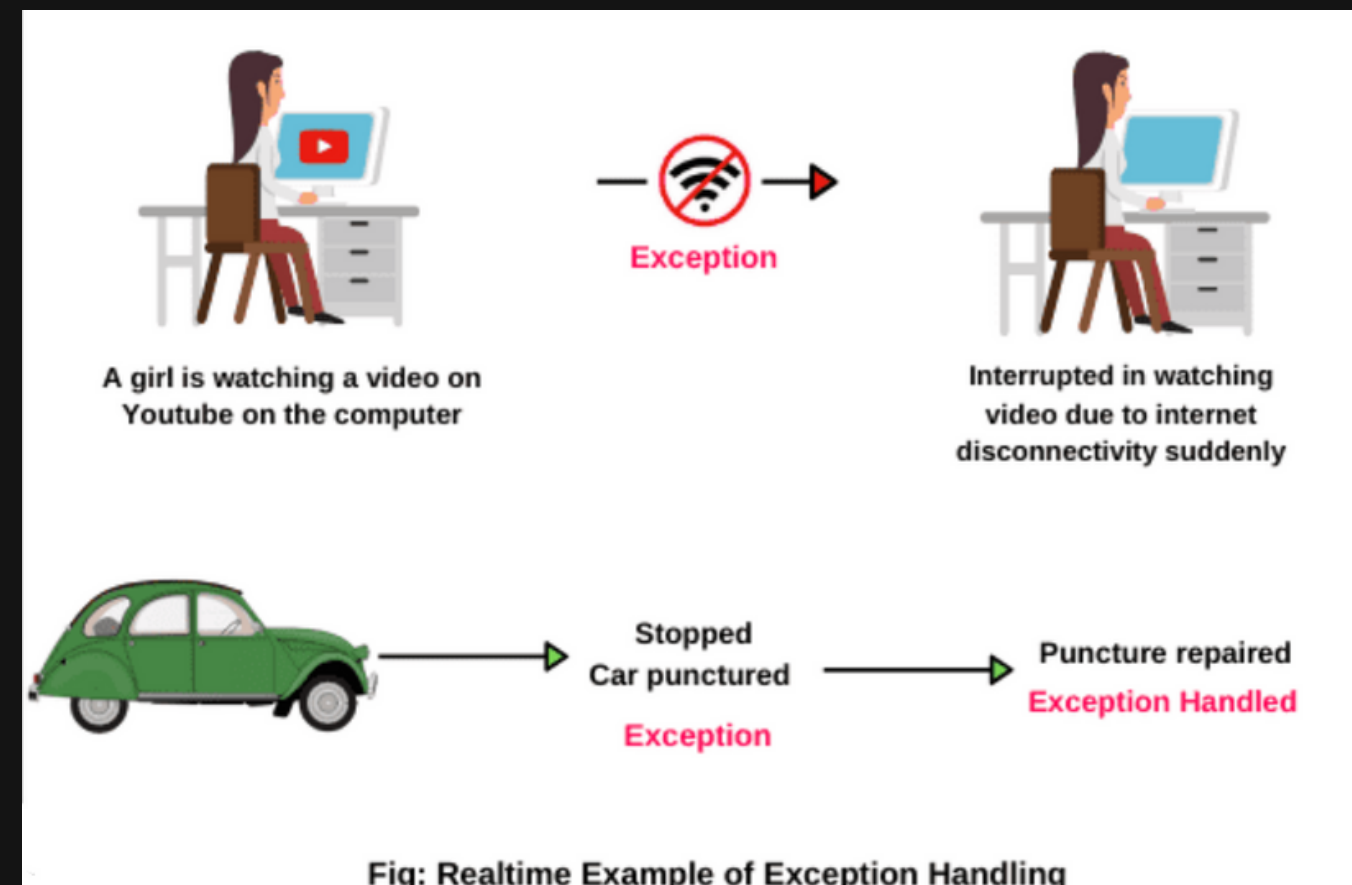 Exception
A girl is watching a video on
Youtube on the computer
Interrupted in watching
video due to internet
disconnectivity suddenly
Stopped
Car punctured
Exception
Puncture repaired
Exception Handled
Fig: Realtime Example of Exception Handling